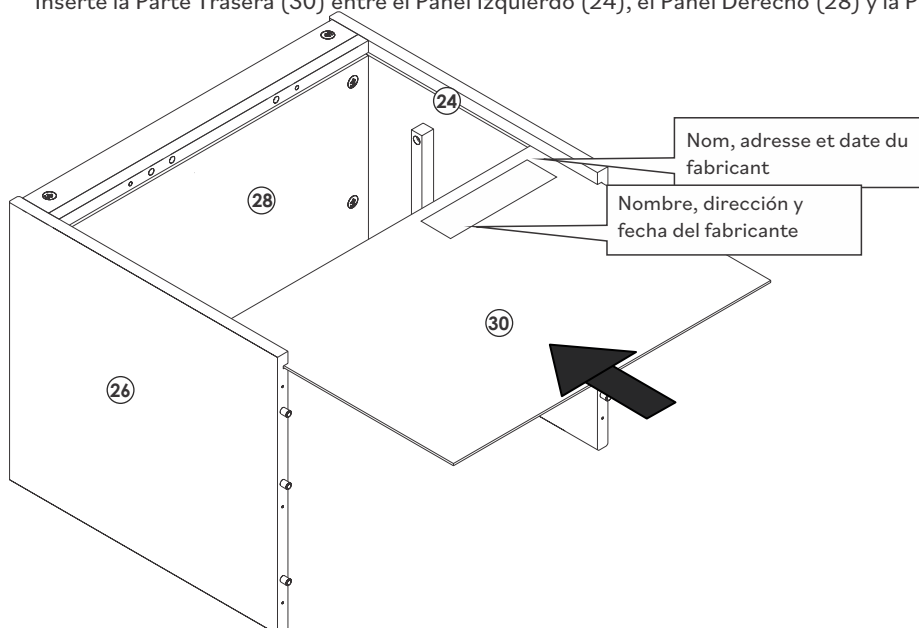 Inserte la Parte Trasera (30) entre el Panel Izquierdo (24), el Panel Derecho (28) y la P
24
Nom, adresse et date du
fabricant
28
Nombre, dirección y
fecha del fabricante
30
26